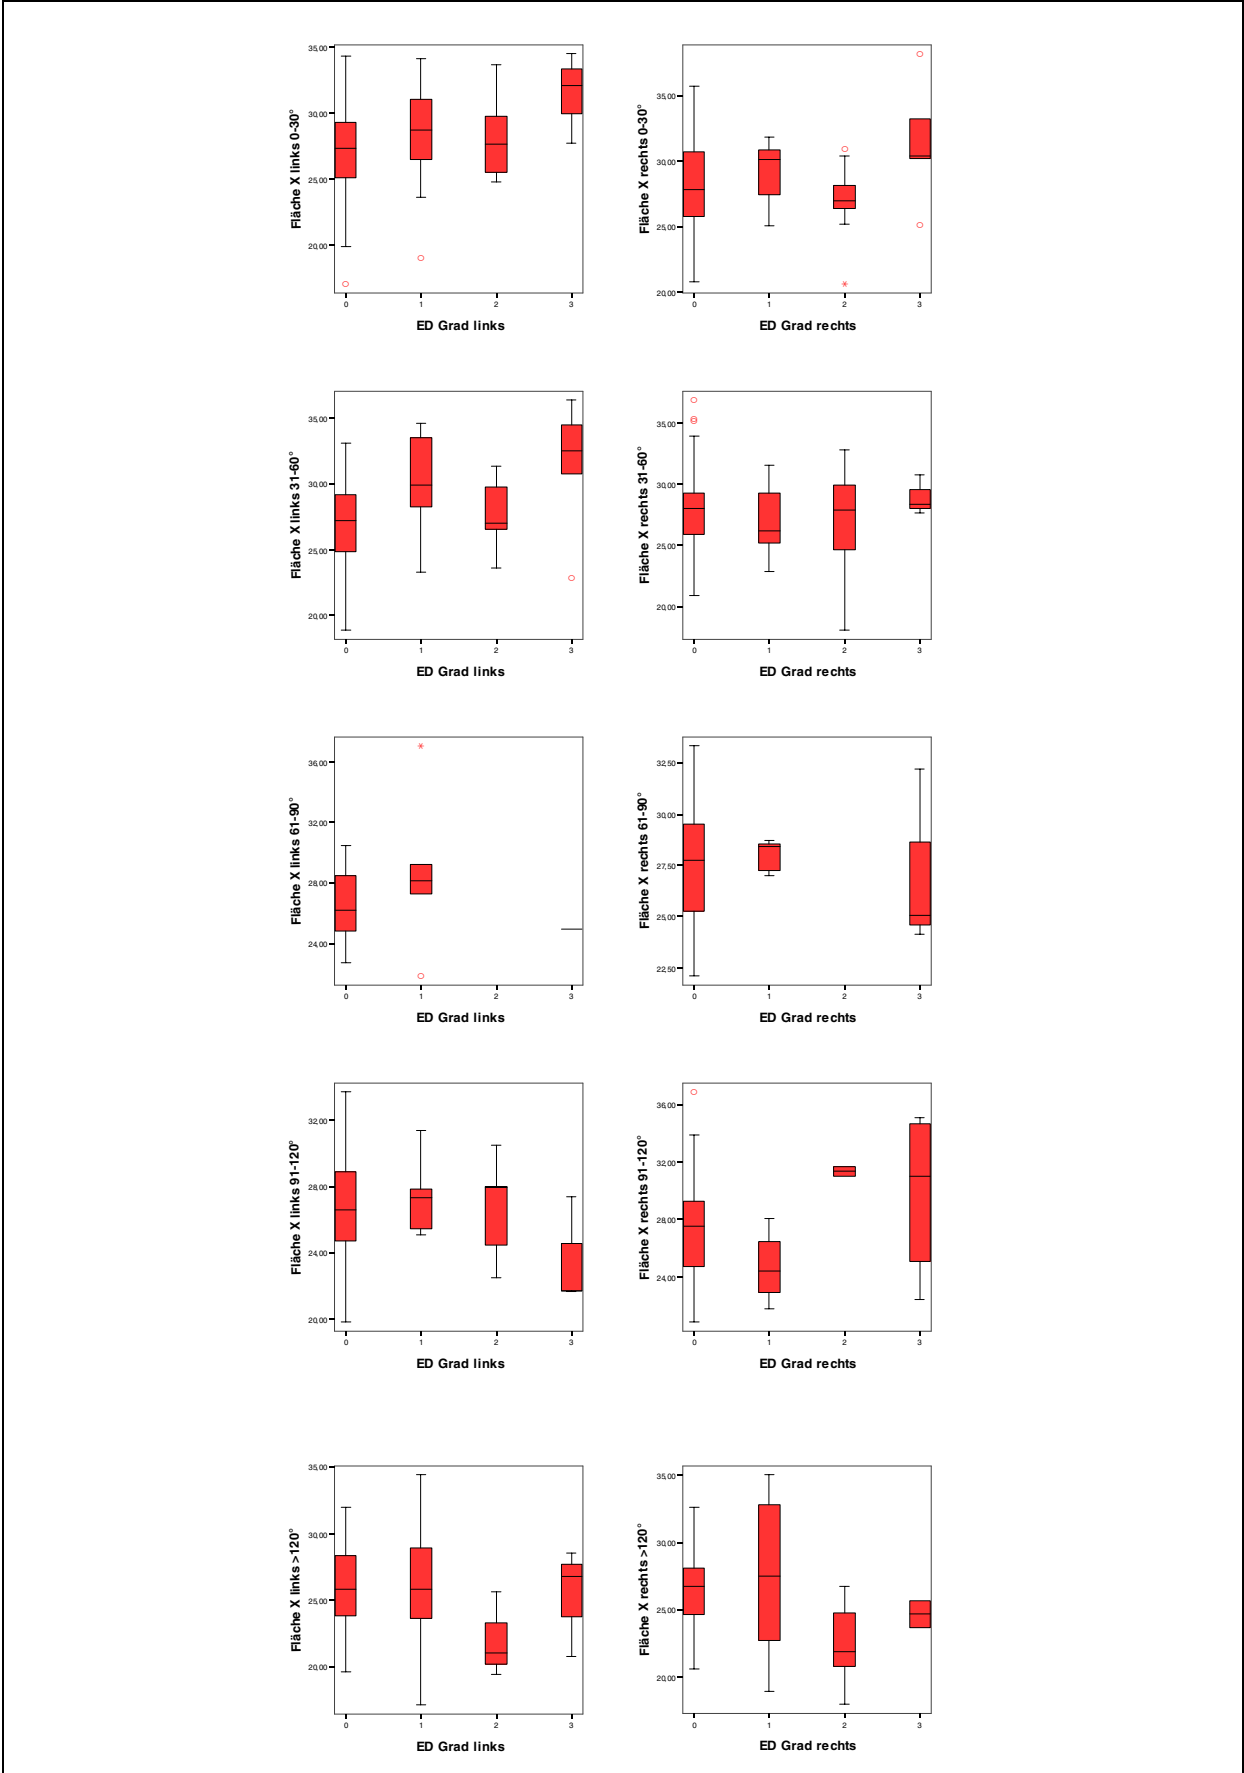 Fläche X links 0-30°
35,00
30,00
25,00
20,00
0 1 2 3
ED Grad links
Fläche X rechts 0-30°
35,00
30,00
25,00
20,00
0 1 2 3
ED Grad rechts
Fläche X links 31-60°
35,00
30,00
25,00
20,00
0 1 2 3
ED Grad links
Fläche X rechts 31-60°
35,00
30,00
25,00
20,00
0 1 2 3
ED Grad rechts
Fläche X links 61-90°
36,00
32,00
28,00
24,00
0 1 2 3
ED Grad links
Fläche X rechts 61-90°
32,50
30,00
27,50
25,00
22,50
0 1 2 3
ED Grad rechts
Fläche X links 91-120°
32,00
28,00
24,00
20,00
0 1 2 3
ED Grad links
Fläche X rechts 91-120°
36,00
32,00
28,00
24,00
0 1 2 3
ED Grad rechts
Fläche X links >120°
35,00
30,00
25,00
20,00
0 1 2 3
ED Grad links
Fläche X rechts >120°
35,00
30,00
25,00
20,00
0 1 2 3
ED Grad rechts